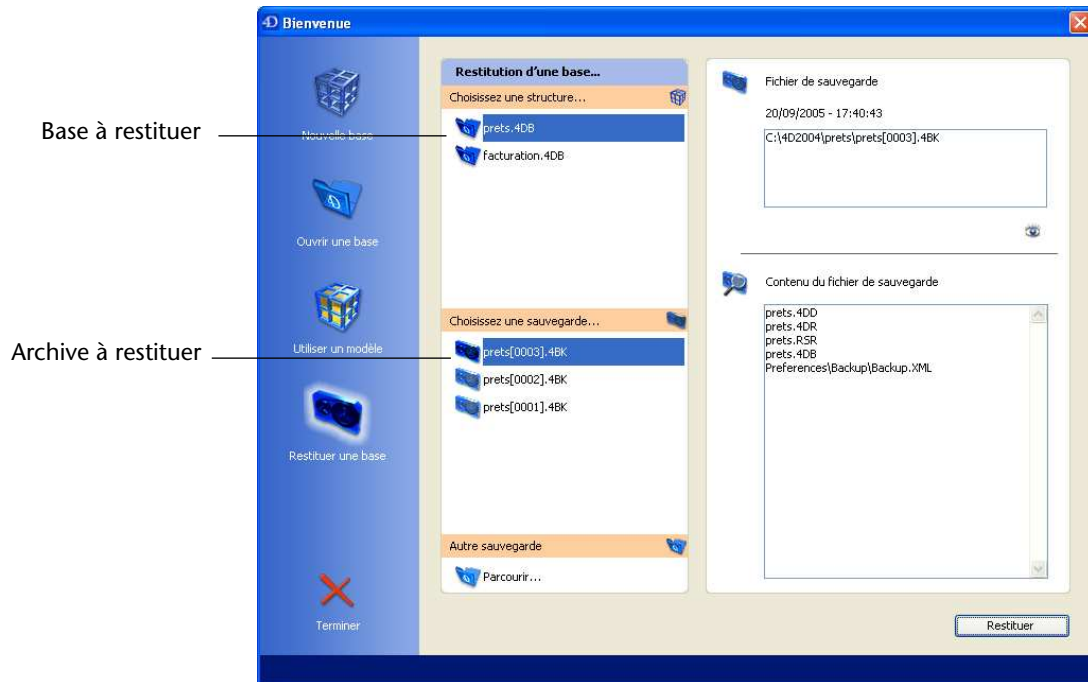 Bienvenue
Base à restituer
Archive à restituer
Nouvelle base
Ouvrir une base
Utiliser un modèle
Restituer une base
Terminer
Restitution d'une base...
Choisissez une structure...
prets.4DB
facturation.4DB
Choisissez une sauvegarde...
prets[0003].4BK
prets[0002].4BK
prets[0001].4BK
Autre sauvegarde
Parcourir...
Fichier de sauvegarde
20/09/2005 - 17:40:43
C:\4D2004\prets\prets[0003].4BK
Contenu du fichier de sauvegarde
prets.4DD
prets.4DR
prets.RSR
prets.4DB
Preferences\Backup\Backup.XML
Restituer